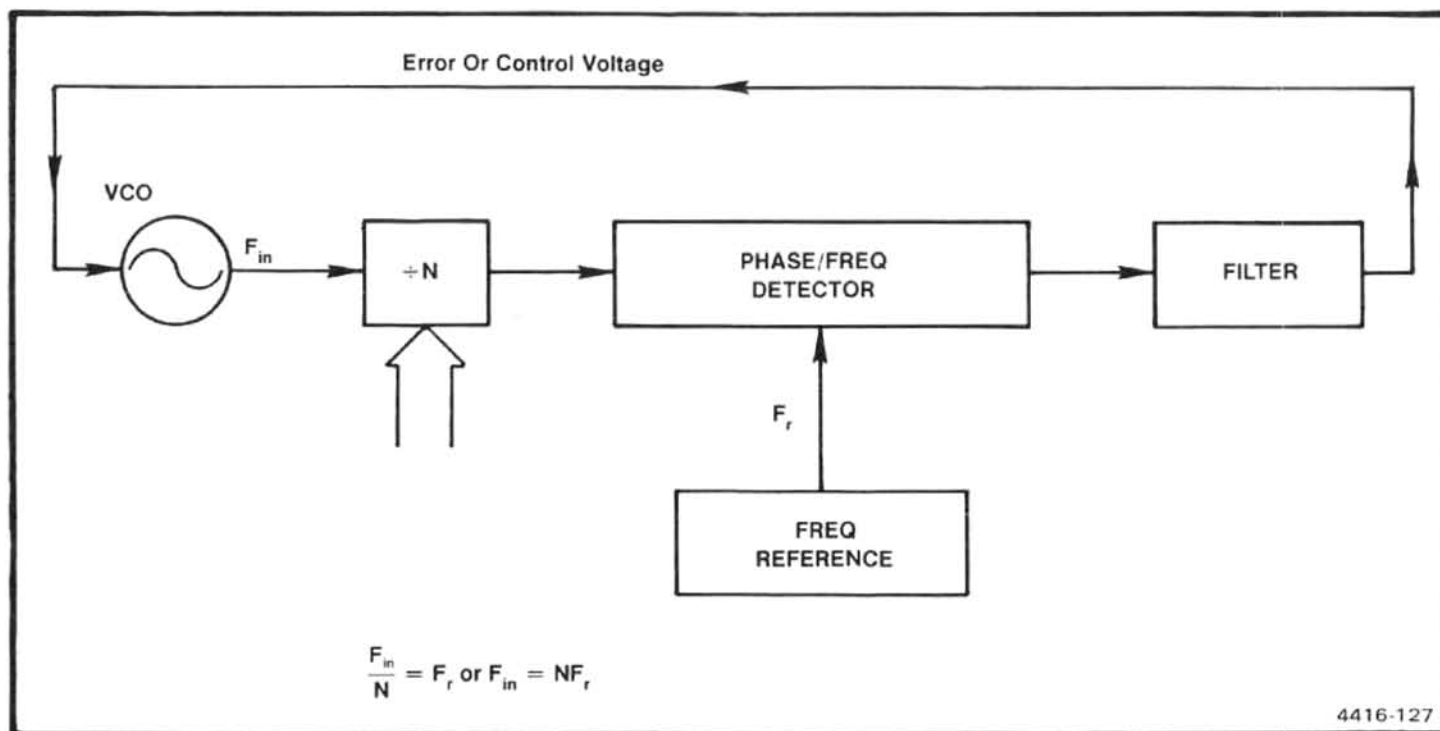 Error Or Control Voltage
VCO
F_in
÷N
PHASE/FREQ
DETECTOR
FILTER
F_r
FREQ
REFERENCE
F_in/N = F_r or F_in = NF_r
4416-127